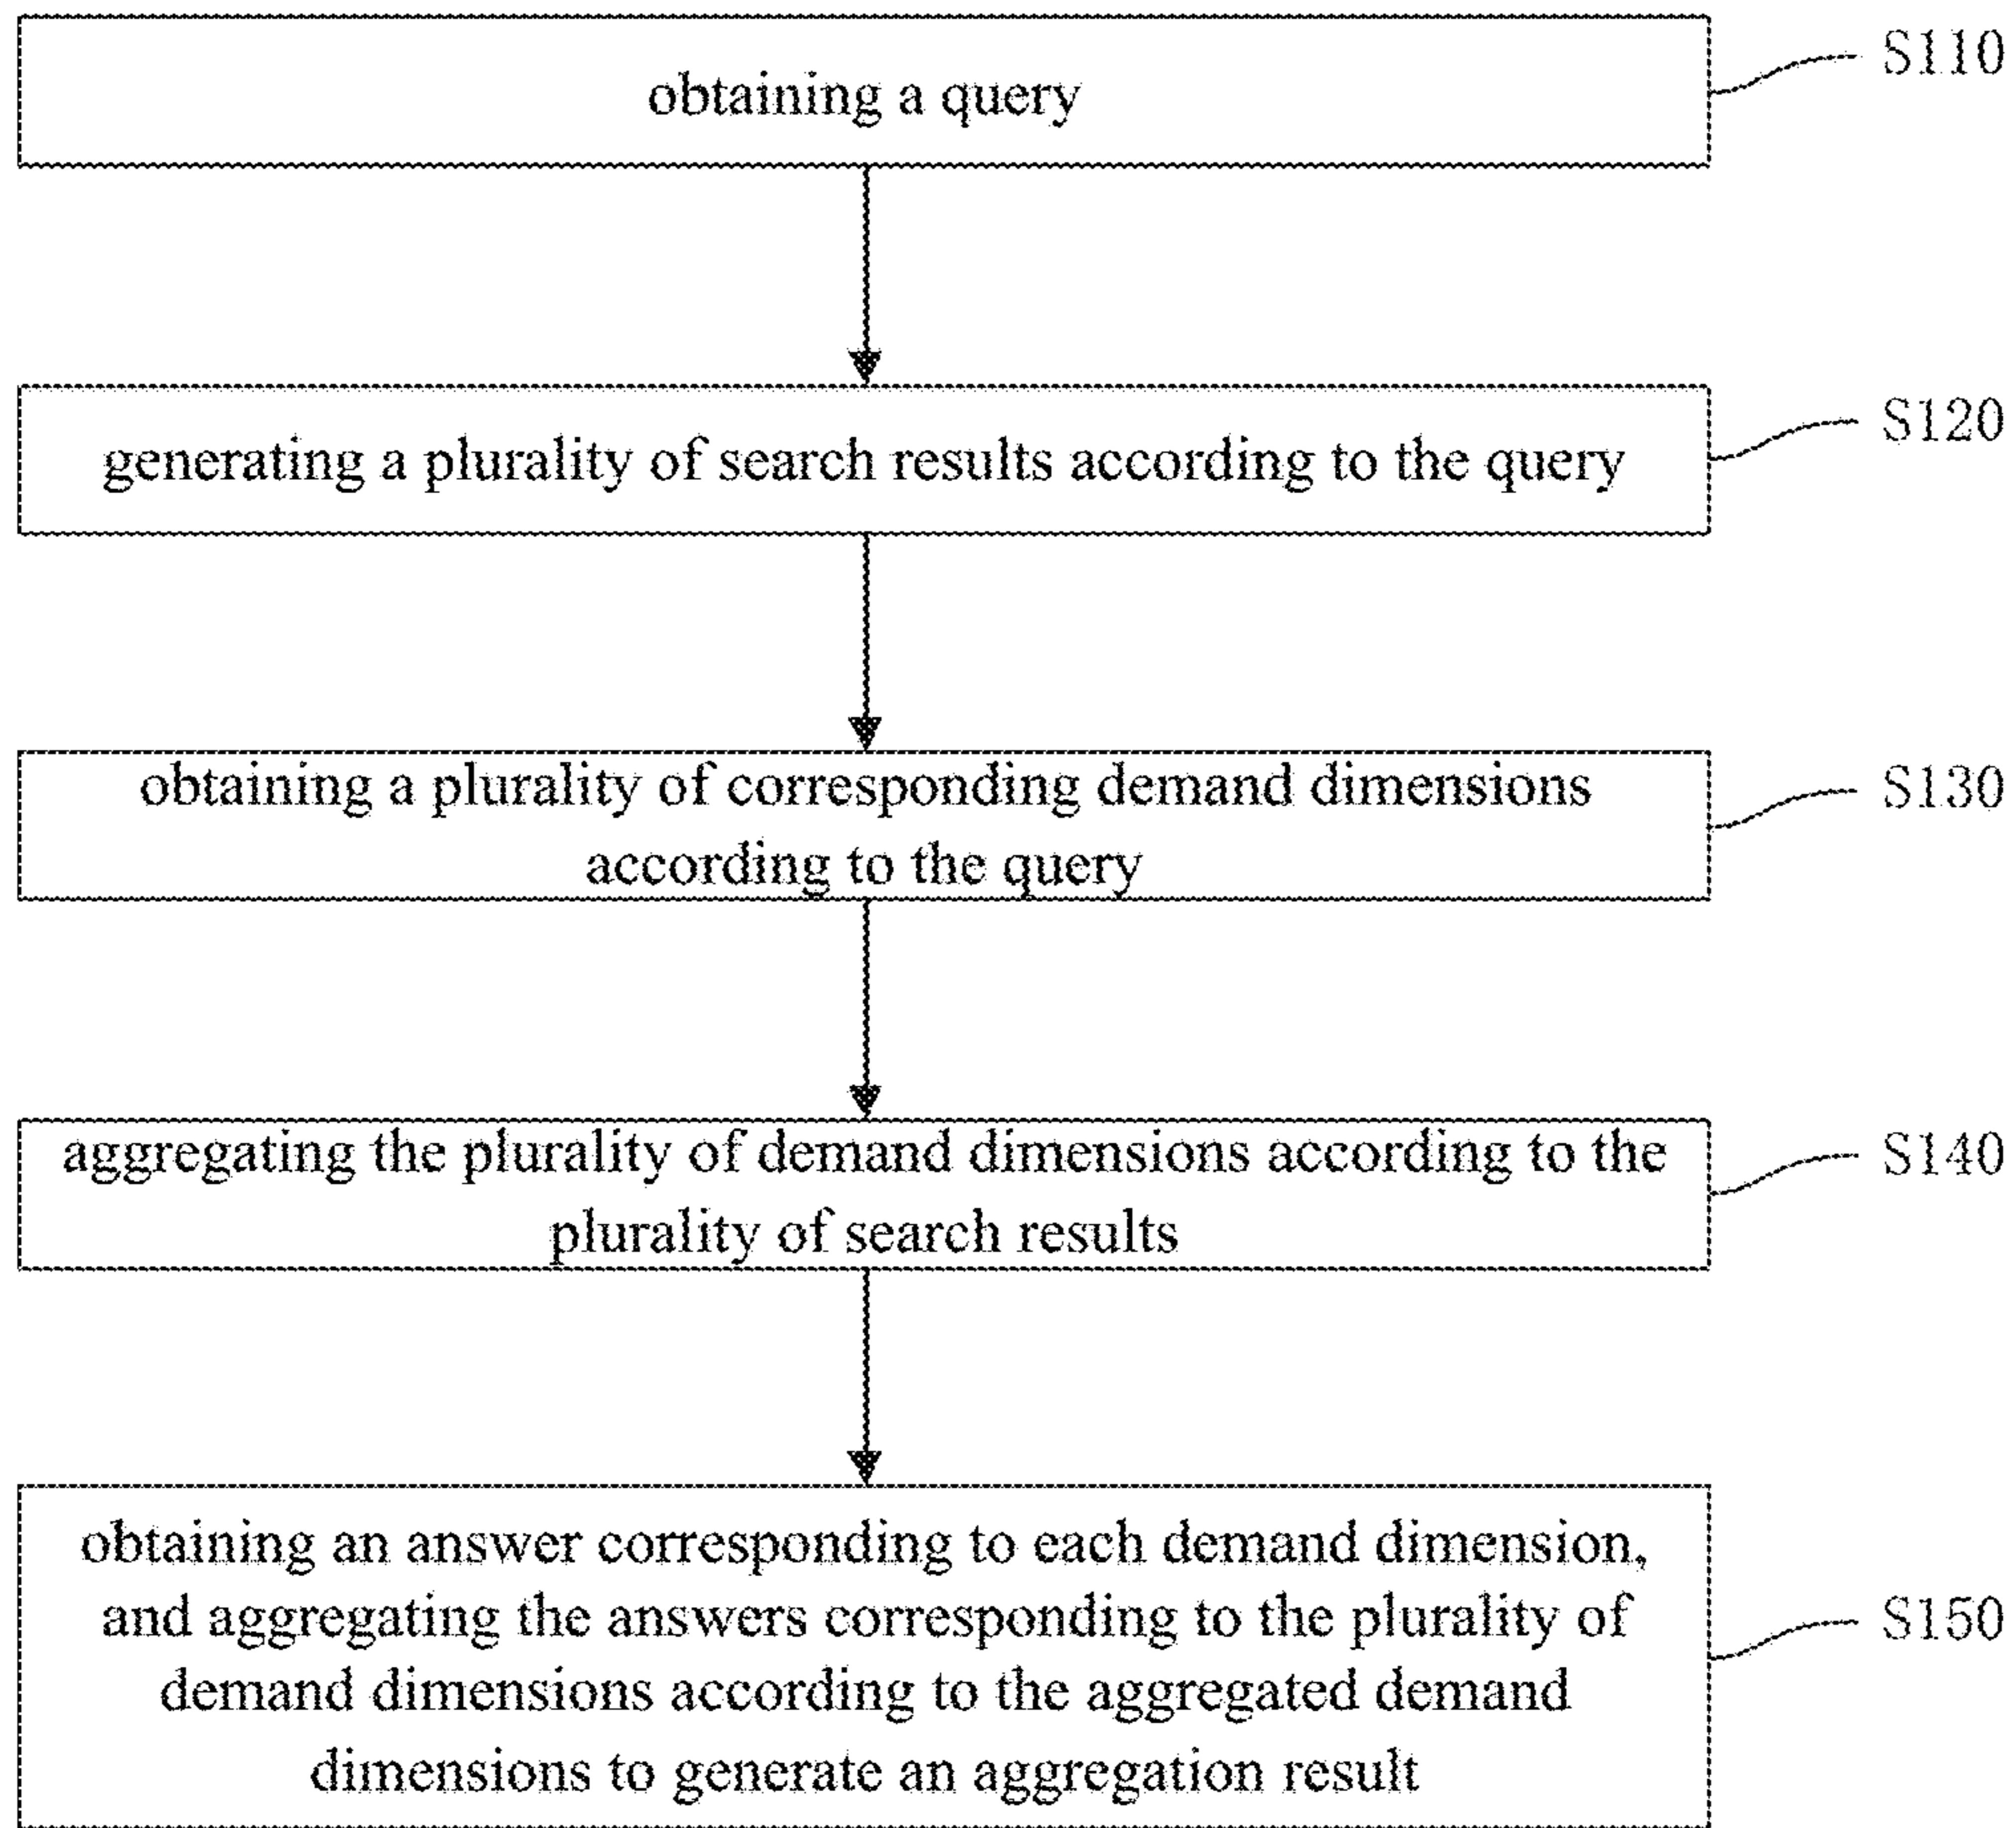 obtaining a query
S110
generating a plurality of search results according to the query
S120
obtaining a plurality of corresponding demand dimensions
according to the query
S130
aggregating the plurality of demand dimensions according to the
plurality of search results
S140
obtaining an answer corresponding to each demand dimension,
and aggregating the answers corresponding to the plurality of
demand dimensions according to the aggregated demand
dimensions to generate an aggregation result
S150